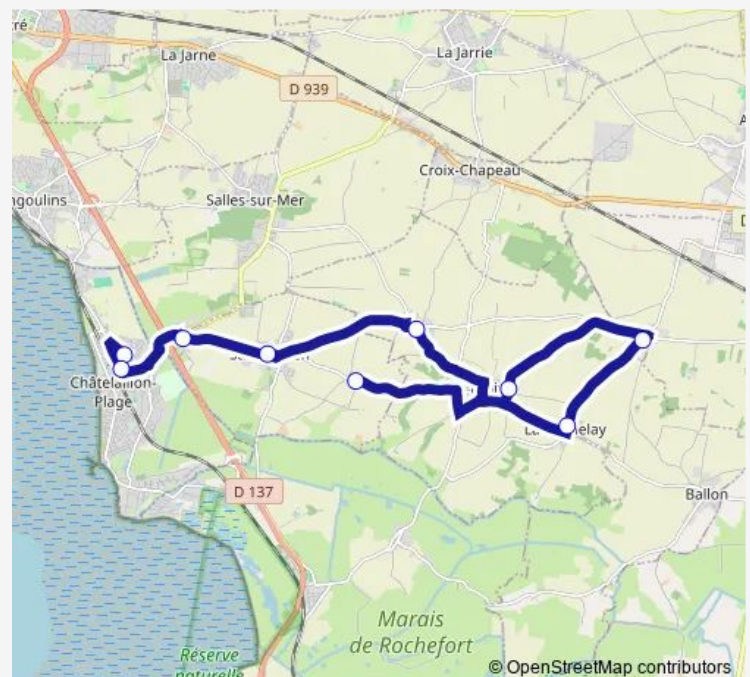 La Jarne
La Jarrie
D 939
Croix-Chapeau
Salles-sur-Mer
Châtelaillon-
Plage
D 137
Ballon
Marais
de Rochefort
Réserve
naturelle
© OpenStreetMap contributors